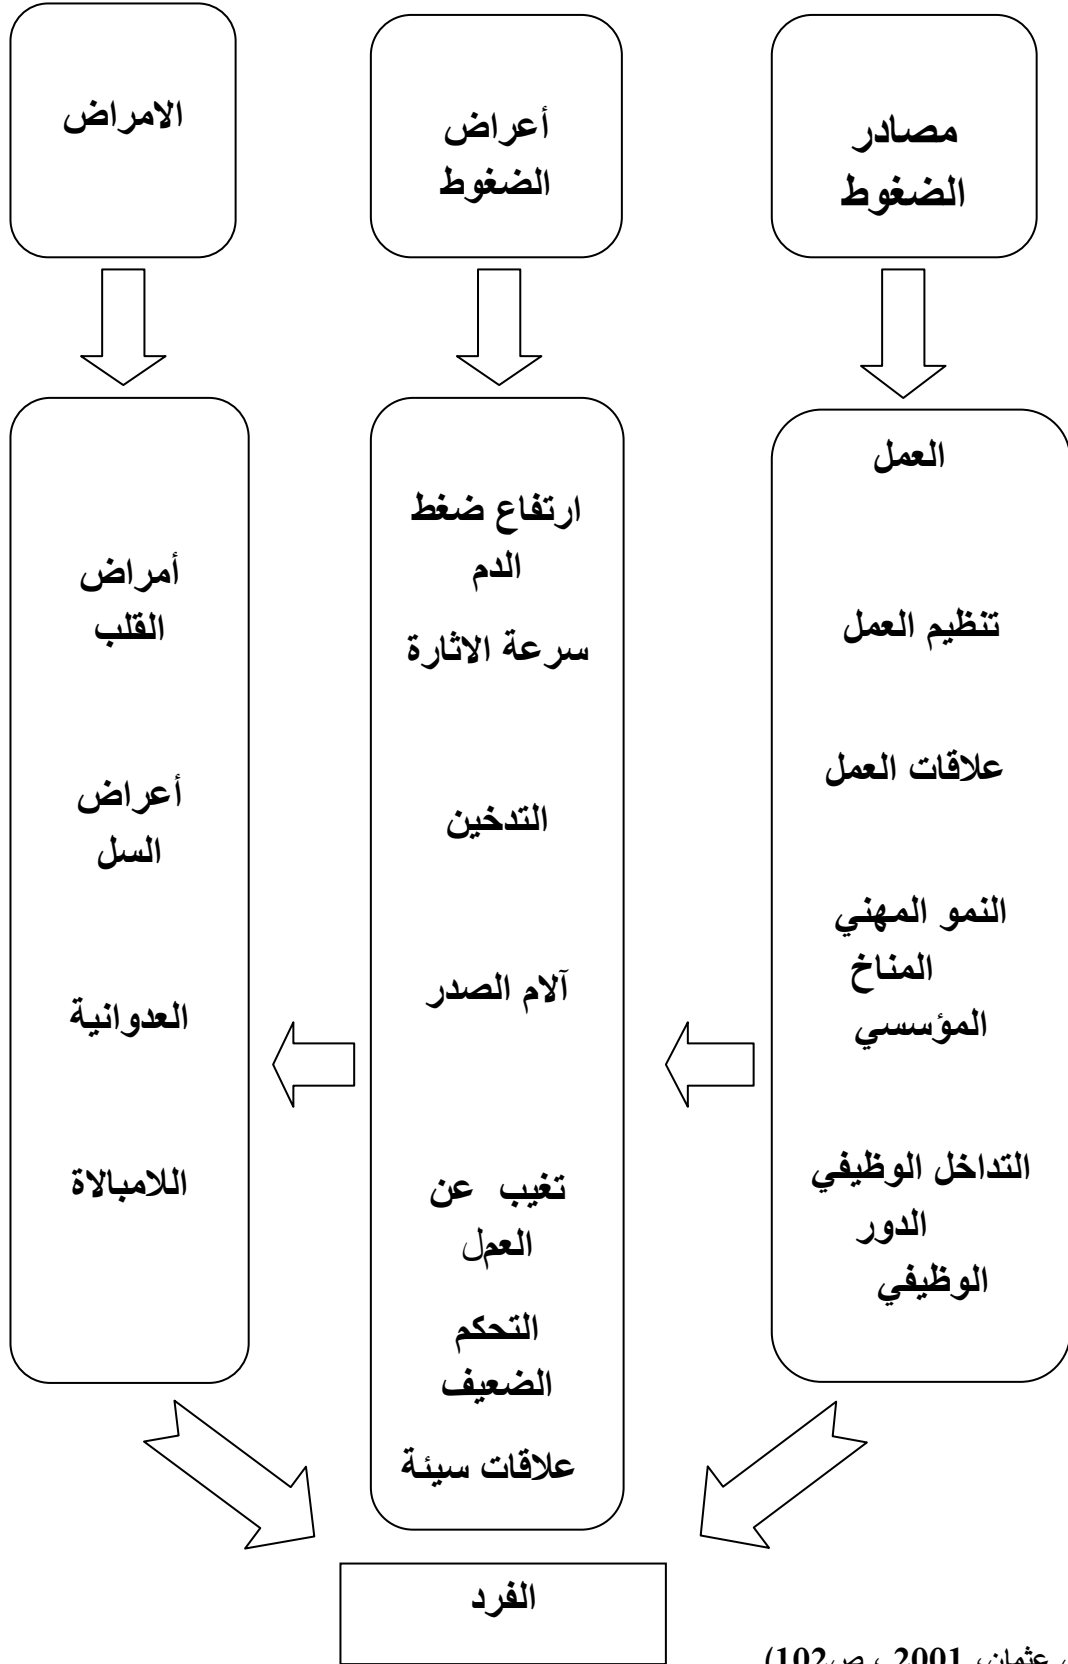 مصادر
الضغوط
أعراض
الضغوط
الامراض
العمل
تنظيم العمل
علاقات العمل
النمو المهني
المناخ
المؤسسي
التداخل الوظيفي
الدور
الوظيفي
ارتفاع ضغط
الدم
سرعة الاثارة
التدخين
آلام الصدر
تغيب عن
العمل
التحكم
الضعيف
علاقات سيئة
أمراض
القلب
أعراض
السل
العدوانية
اللامبالاة
الفرد
عثمان، 2001 ، ص102)